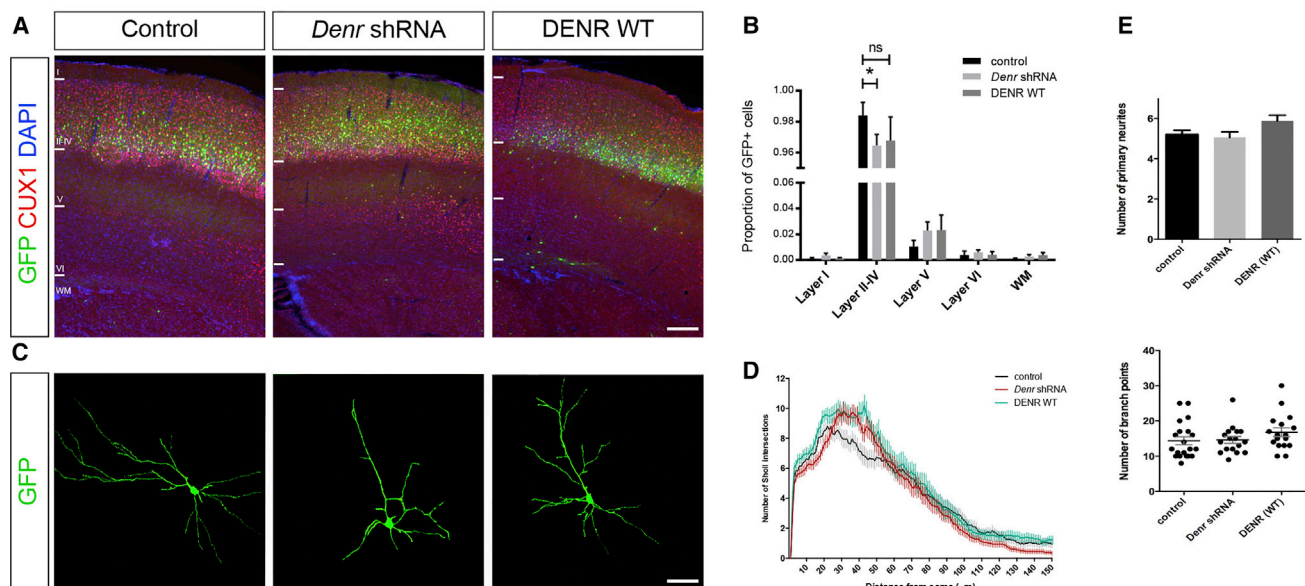 A
Control
Denr shRNA
DENR WT
GFP CUX1 DAPI
I
II-IV
V
VI
WM
B
ns
*
control
Denr shRNA
DENR WT
Proportion of GFP+ cells
1.00
0.98
0.96
0.06
0.04
0.02
0.00
Layer I
Layer II-IV
Layer V
Layer VI
WM
C
GFP
D
control
Denr shRNA
DENR WT
Number of Sholl intersections
12
10
8
6
4
2
0
10 20 30 40 50 60 70 80 90 100 110 120 130 140 150
E
Number of primary neurites
6
4
2
0
control
Denr shRNA
DENR (WT)
Number of branch points
40
30
20
10
0
control
Denr shRNA
DENR (WT)